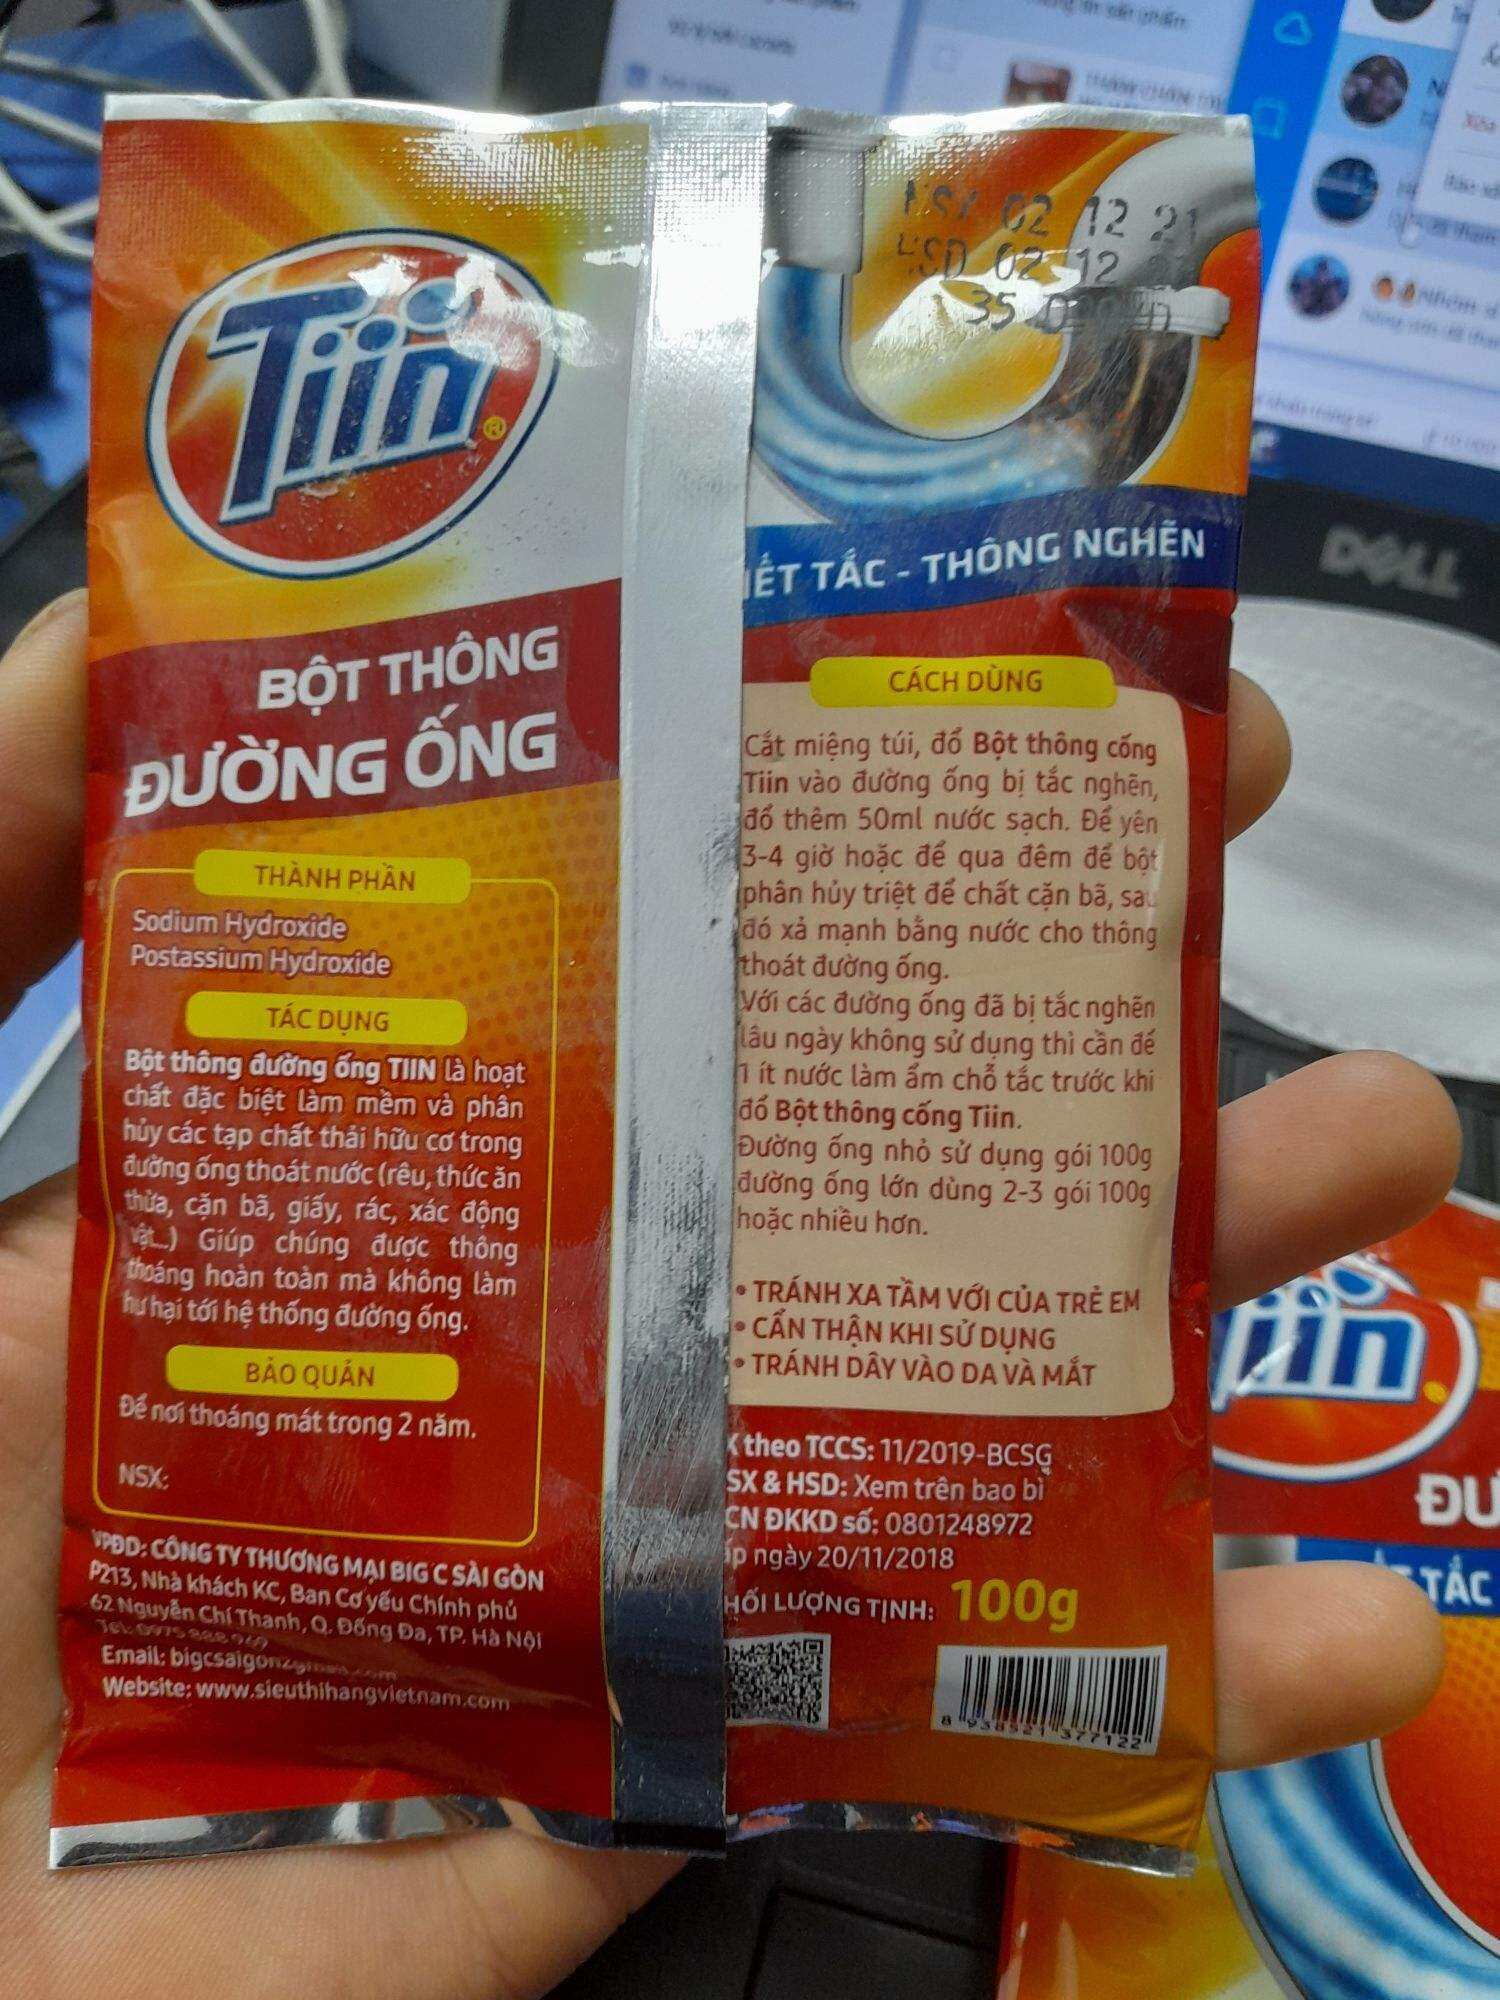 Tiin
BỘT THÔNG
ĐƯỜNG ỐNG
THÀNH PHẦN
Sodium Hydroxide
Postassium Hydroxide
TÁC DỤNG
Bột thông đường ống TIIN là hoạt
chất đặc biệt làm mềm và phân
hủy các tạp chất thải hữu cơ trong
đường ống thoát nước (rêu, thức ăn
thừa, cặn bã, giấy, rác, xác động
vật...) Giúp chúng được thông
thoáng hoàn toàn mà không làm
hư hại tới hệ thống đường ống.
BẢO QUẢN
Để nơi thoáng mát trong 2 năm.
NSX:
VPĐD: CÔNG TY THƯƠNG MẠI BIG C SÀI GÒN
P213, Nhà khách KC, Ban Cơ yếu Chính phủ
62 Nguyễn Chí Thanh, Q. Đống Đa, TP. Hà Nội
Tel:
Email:
Website: www.sieuthihangvietnam.com
NSX 02 12 21
HSD 02 12
35
IẾT TẮC - THÔNG NGHẼN
CÁCH DÙNG
Cắt miệng túi, đổ Bột thông cống
Tiin vào đường ống bị tắc nghẽn,
đổ thêm 50ml nước sạch. Để yên
3-4 giờ hoặc để qua đêm để bột
phân hủy triệt để chất cặn bã, sau
đó xả mạnh bằng nước cho thông
thoát đường ống.
Với các đường ống đã bị tắc nghẽn
lâu ngày không sử dụng thì cần đế
1 ít nước làm ẩm chỗ tắc trước khi
đổ Bột thông cống Tiin.
Đường ống nhỏ sử dụng gói 100g
đường ống lớn dùng 2-3 gói 100g
hoặc nhiều hơn.
• TRÁNH XA TẦM VỚI CỦA TRẺ EM
• CẨN THẬN KHI SỬ DỤNG
• TRÁNH DÂY VÀO DA VÀ MẮT
X theo TCCS: 11/2019-BCSG
SX & HSD: Xem trên bao bì
CN ĐKKD số: 0801248972
ấp ngày 20/11/2018
HỐI LƯỢNG TỊNH: 100g
8 938521 377122
DELL
Tiin
ĐƯ
TẮC